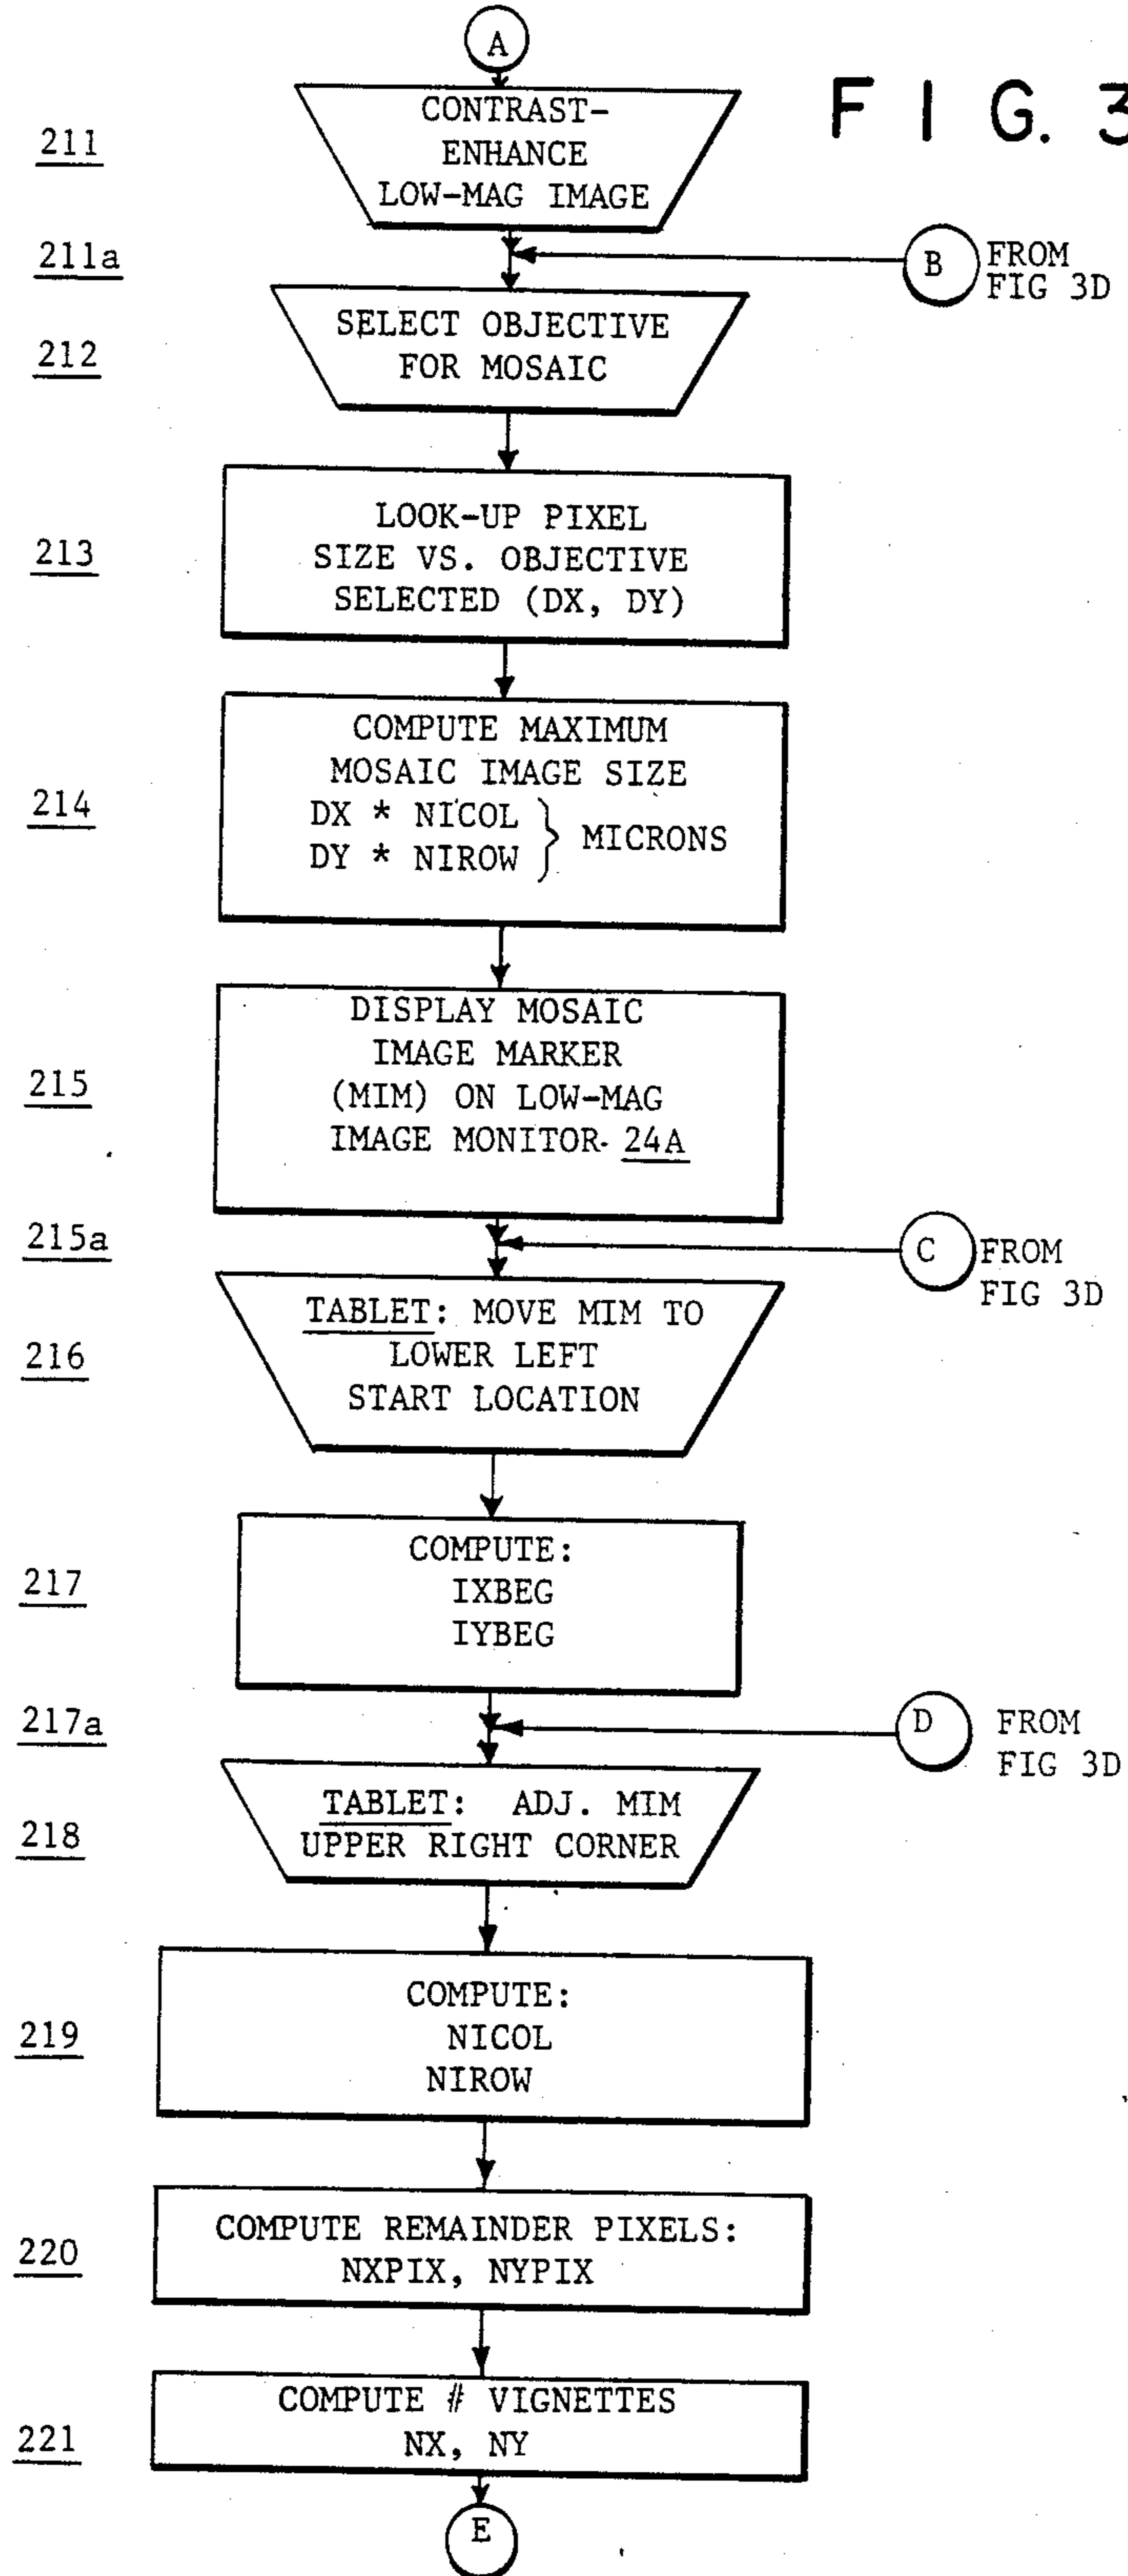 A
F I G. 3
211
CONTRAST-
ENHANCE
LOW-MAG IMAGE
211a
B
FROM
FIG 3D
212
SELECT OBJECTIVE
FOR MOSAIC
213
LOOK-UP PIXEL
SIZE VS. OBJECTIVE
SELECTED (DX, DY)
214
COMPUTE MAXIMUM
MOSAIC IMAGE SIZE
DX * NICOL
DY * NIROW } MICRONS
215
DISPLAY MOSAIC
IMAGE MARKER
(MIM) ON LOW-MAG
IMAGE MONITOR 24A
215a
C
FROM
FIG 3D
216
TABLET: MOVE MIM TO
LOWER LEFT
START LOCATION
217
COMPUTE:
IXBEG
IYBEG
217a
D
FROM
FIG 3D
218
TABLET: ADJ. MIM
UPPER RIGHT CORNER
219
COMPUTE:
NICOL
NIROW
220
COMPUTE REMAINDER PIXELS:
NXPIX, NYPIX
221
COMPUTE # VIGNETTES
NX, NY
E